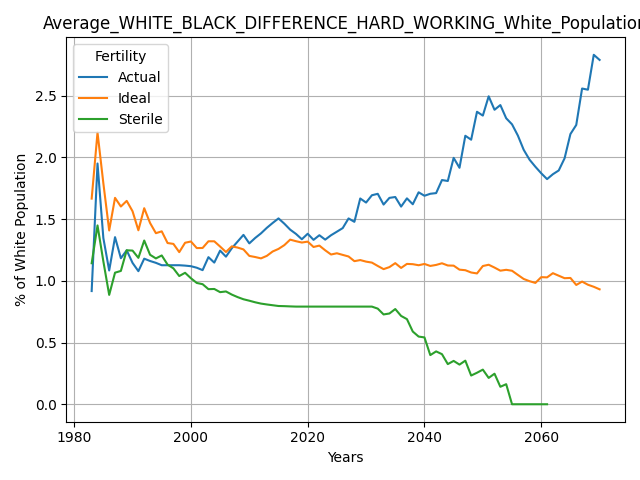 Average_WHITE_BLACK_DIFFERENCE_HARD_WORKING_White_Population
Fertility
Actual
Ideal
Sterile
% of White Population
2.5
2.0
1.5
1.0
0.5
0.0
1980 2000 2020 2040 2060
Years